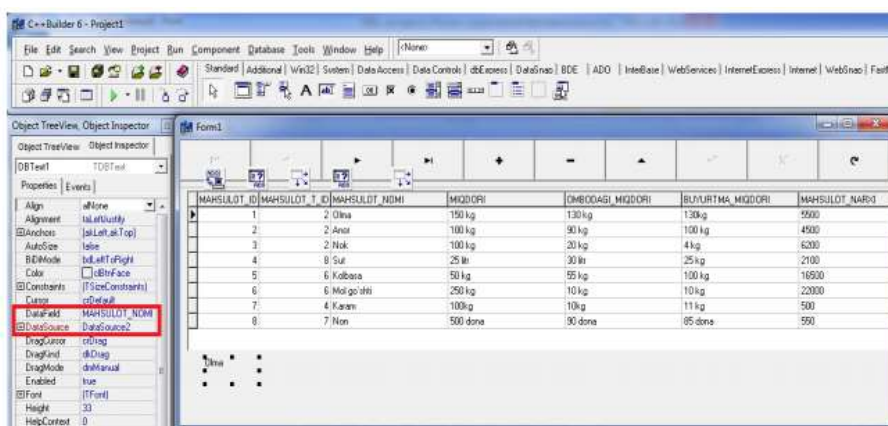 C++Builder 6 - Project1
File Edit Search View Project Run Component Database Tools Window Help <None>
Standard Additional Win32 System Data Access Data Controls dbExpress DataSnap BDE ADO InterBase WebServices InternetExpress Internet WebSnap Fast
Object TreeView, Object Inspector
Object TreeView Object Inspector
DBText1 TDBText
Properties Events
Align alNone
Alignment taLeftJustify
Anchors [akLeft,akTop]
AutoSize false
BiDiMode bdLeftToRight
Color clBtnFace
Constraints (TSizeConstraints)
Cursor crDefault
DataField MAHSULOT_NOMI
DataSource DataSource2
DragCursor crDrag
DragKind dkDrag
DragMode dmManual
Enabled true
Font (TFont)
Height 33
HelpContext 0
Form1
MAHSULOT_ID MAHSULOT_T_ID MAHSULOT_NOMI MIQDORI OMBODAGI_MIQDORI BUYURTMA_MIQDORI MAHSULOT_NARXI
1 2 Olma 150 kg 130 kg 130kg 5500
2 2 Anor 100 kg 90 kg 100 kg 4500
3 2 Nok 100 kg 20 kg 4 kg 6200
4 8 Sut 25 litr 30 litr 25 kg 2100
5 6 Kolbasa 50 kg 55 kg 100 kg 16500
6 6 Mol go'shti 250 kg 10 kg 10 kg 22000
7 4 Karam 100kg 10kg 11 kg 500
8 7 Non 500 dona 90 dona 85 dona 550
Olma